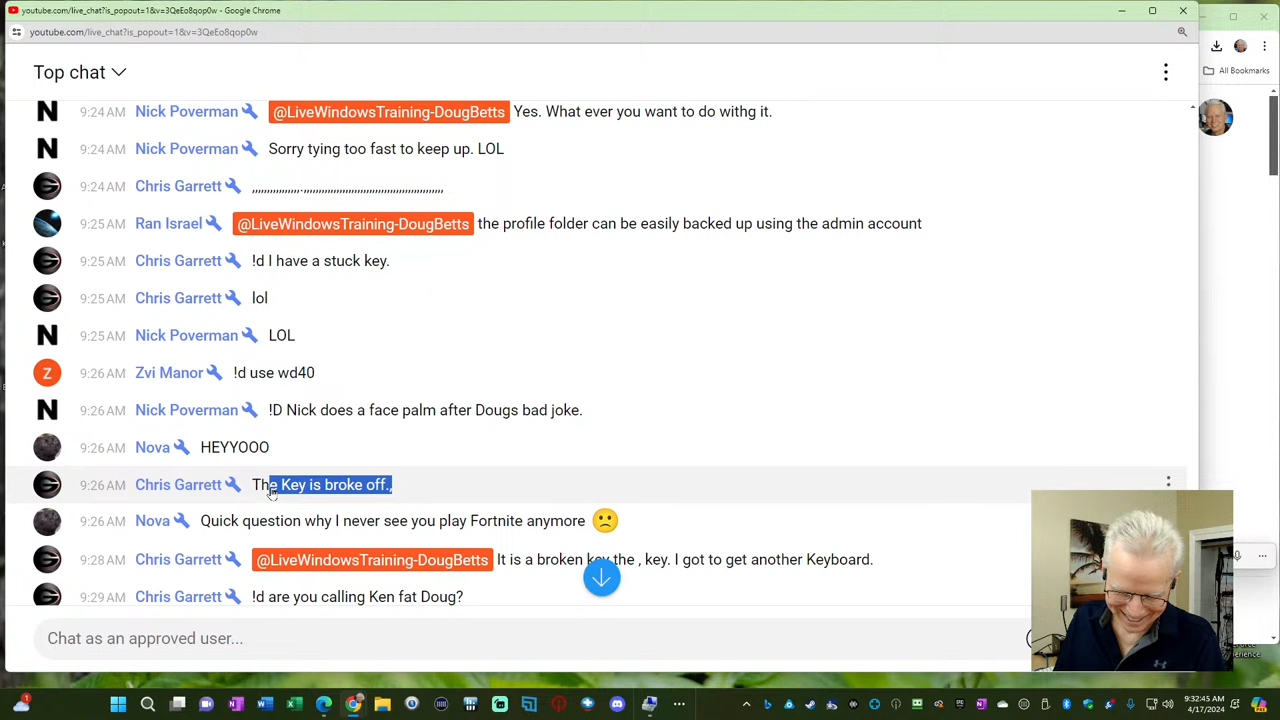 youtube.com/live_chat?is_popout=1&v=3QeEo8qop0w - Google Chrome
youtube.com/live_chat?is_popout=1&v=3QeEo8qop0w
Top chat
All Bookmarks
N 9:24 AM Nick Poverman @LiveWindowsTraining-DougBetts Yes. What ever you want to do withg it.
N 9:24 AM Nick Poverman Sorry tying too fast to keep up. LOL
9:24 AM Chris Garrett ,,,,,,,,,,,,,,,,.,,,,,,,,,,,,,,,,,,,,,,,,,,,,,,,,,,,,,,,,,,,,,,,
9:25 AM Ran Israel @LiveWindowsTraining-DougBetts the profile folder can be easily backed up using the admin account
9:25 AM Chris Garrett !d I have a stuck key.
9:25 AM Chris Garrett lol
N 9:25 AM Nick Poverman LOL
Z 9:26 AM Zvi Manor !d use wd40
N 9:26 AM Nick Poverman !D Nick does a face palm after Dougs bad joke.
9:26 AM Nova HEYYOOO
9:26 AM Chris Garrett The Key is broke off.,
9:26 AM Nova Quick question why I never see you play Fortnite anymore 🙁
9:28 AM Chris Garrett @LiveWindowsTraining-DougBetts It is a broken key the , key. I got to get another Keyboard.
9:29 AM Chris Garrett !d are you calling Ken fat Doug?
Chat as an approved user...
perience.
1
9:32:45 AM
4/17/2024